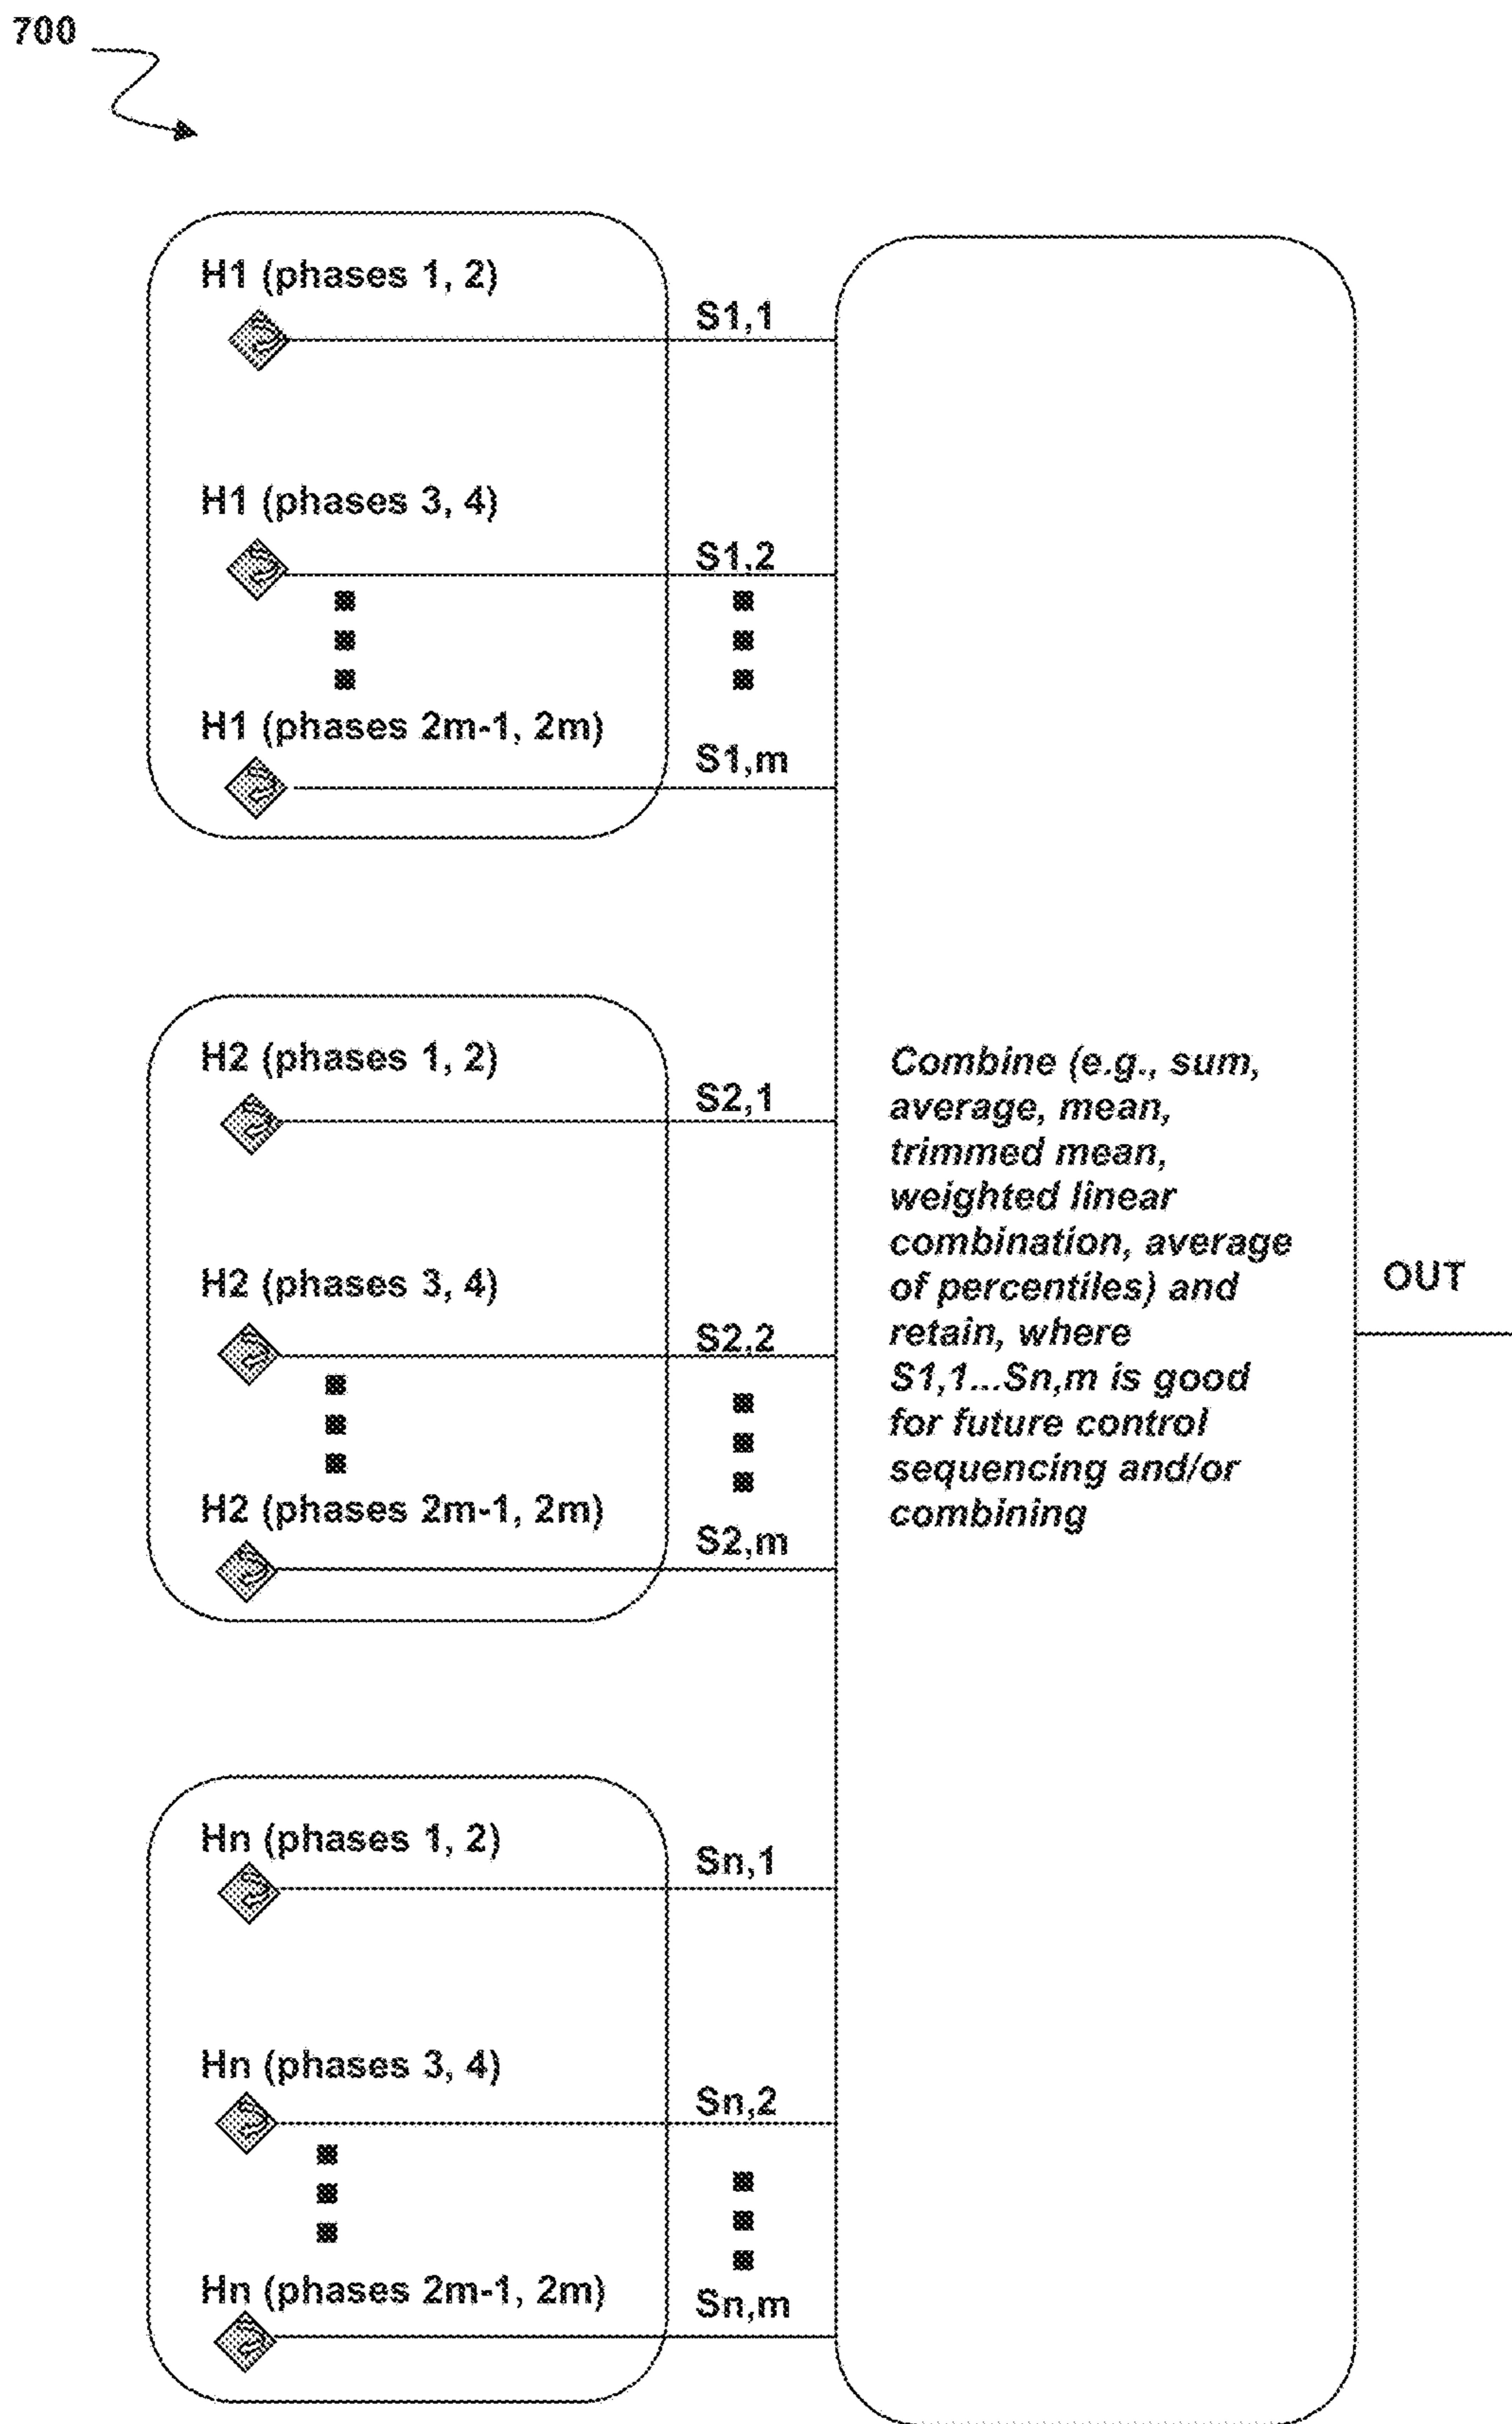 700
H1 (phases 1, 2)
S1,1
H1 (phases 3, 4)
S1,2
H1 (phases 2m-1, 2m)
S1,m
H2 (phases 1, 2)
S2,1
H2 (phases 3, 4)
S2,2
H2 (phases 2m-1, 2m)
S2,m
Combine (e.g., sum,
average, mean,
trimmed mean,
weighted linear
combination, average
of percentiles) and
retain, where
S1,1...Sn,m is good
for future control
sequencing and/or
combining
OUT
Hn (phases 1, 2)
Sn,1
Hn (phases 3, 4)
Sn,2
Hn (phases 2m-1, 2m)
Sn,m